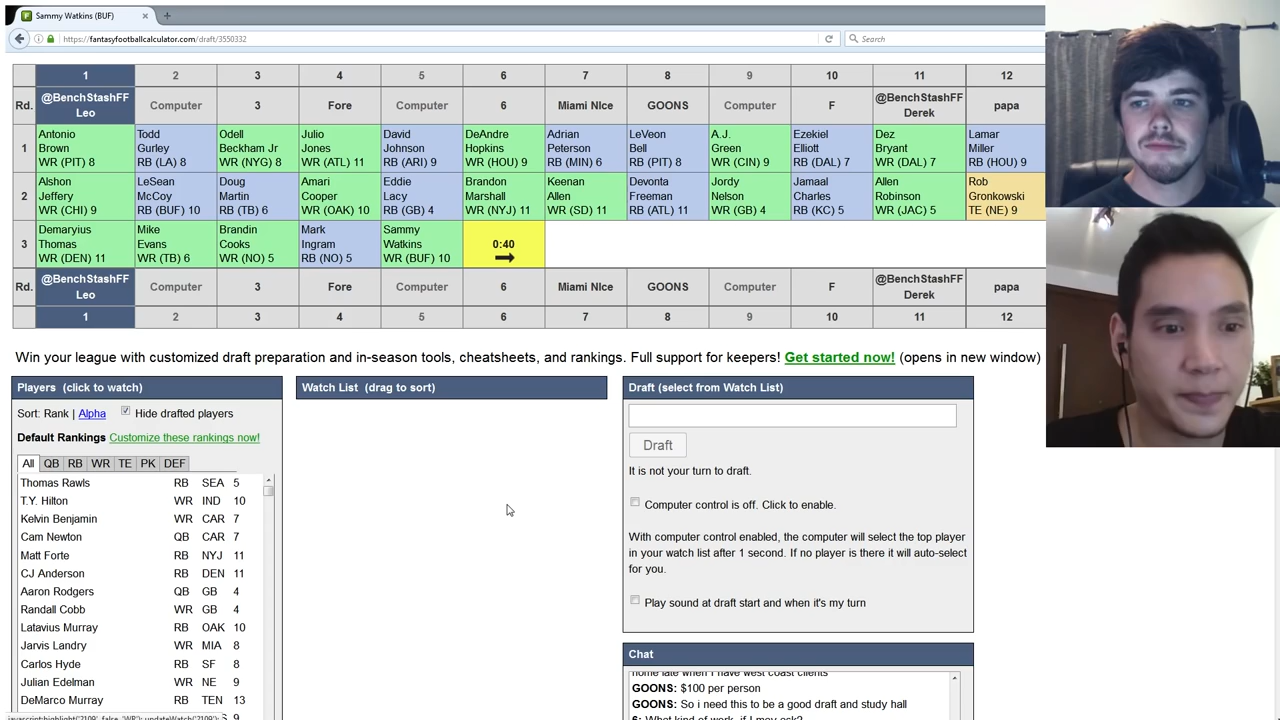 Sammy Watkins (BUF)
https://fantasyfootballcalculator.com/draft/3550332
Search
1 2 3 4 5 6 7 8 9 10 11 12
Rd. @BenchStashFF Leo Computer 3 Fore Computer 6 Miami NIce GOONS Computer F @BenchStashFF Derek papa
1
Antonio Brown WR (PIT) 8
Todd Gurley RB (LA) 8
Odell Beckham Jr WR (NYG) 8
Julio Jones WR (ATL) 11
David Johnson RB (ARI) 9
DeAndre Hopkins WR (HOU) 9
Adrian Peterson RB (MIN) 6
LeVeon Bell RB (PIT) 8
A.J. Green WR (CIN) 9
Ezekiel Elliott RB (DAL) 7
Dez Bryant WR (DAL) 7
Lamar Miller RB (HOU) 9
2
Alshon Jeffery WR (CHI) 9
LeSean McCoy RB (BUF) 10
Doug Martin RB (TB) 6
Amari Cooper WR (OAK) 10
Eddie Lacy RB (GB) 4
Brandon Marshall WR (NYJ) 11
Keenan Allen WR (SD) 11
Devonta Freeman RB (ATL) 11
Jordy Nelson WR (GB) 4
Jamaal Charles RB (KC) 5
Allen Robinson WR (JAC) 5
Rob Gronkowski TE (NE) 9
3
Demaryius Thomas WR (DEN) 11
Mike Evans WR (TB) 6
Brandin Cooks WR (NO) 5
Mark Ingram RB (NO) 5
Sammy Watkins WR (BUF) 10
0:40
Rd. @BenchStashFF Leo Computer 3 Fore Computer 6 Miami NIce GOONS Computer F @BenchStashFF Derek papa
1 2 3 4 5 6 7 8 9 10 11 12
Win your league with customized draft preparation and in-season tools, cheatsheets, and rankings. Full support for keepers! Get started now! (opens in new window)
Players (click to watch)
Sort: Rank | Alpha Hide drafted players
Default Rankings Customize these rankings now!
All QB RB WR TE PK DEF
Thomas Rawls RB SEA 5
T.Y. Hilton WR IND 10
Kelvin Benjamin WR CAR 7
Cam Newton QB CAR 7
Matt Forte RB NYJ 11
CJ Anderson RB DEN 11
Aaron Rodgers QB GB 4
Randall Cobb WR GB 4
Latavius Murray RB OAK 10
Jarvis Landry WR MIA 8
Carlos Hyde RB SF 8
Julian Edelman WR NE 9
DeMarco Murray RB TEN 13
Watch List (drag to sort)
Draft (select from Watch List)
Draft
It is not your turn to draft.
Computer control is off. Click to enable.
With computer control enabled, the computer will select the top player
in your watch list after 1 second. If no player is there it will auto-select
for you.
Play sound at draft start and when it's my turn
Chat
home late when I have west coast clients
GOONS: $100 per person
GOONS: So i need this to be a good draft and study hall
6: What kind of work, if I may ask?